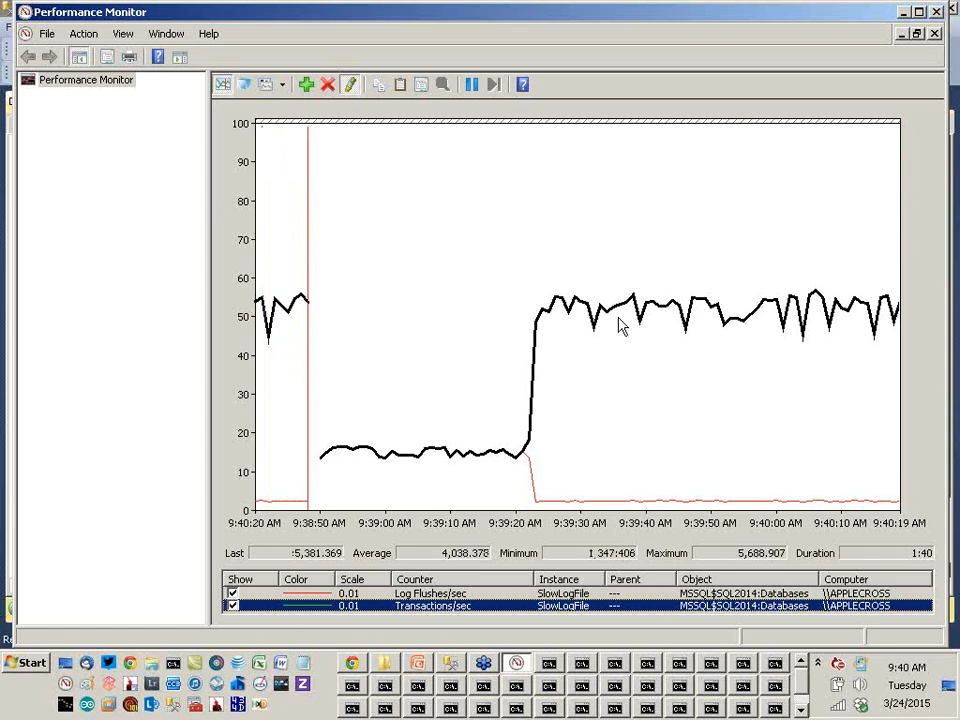 Performance Monitor
File Action View Window Help
Performance Monitor
100
90
80
70
60
50
40
30
20
10
0
9:40:20 AM 9:38:50 AM 9:39:00 AM 9:39:10 AM 9:39:20 AM 9:39:30 AM 9:39:40 AM 9:39:50 AM 9:40:00 AM 9:40:10 AM 9:40:19 AM
Last 5,381.369 Average 4,038.378 Minimum 1,347.406 Maximum 5,688.907 Duration 1:40
Show Color Scale Counter Instance Parent Object Computer
0.01 Log Flushes/sec SlowLogFile --- MSSQL$SQL2014:Databases \\APPLECROSS
0.01 Transactions/sec SlowLogFile --- MSSQL$SQL2014:Databases \\APPLECROSS
Start
9:40 AM
Tuesday
3/24/2015